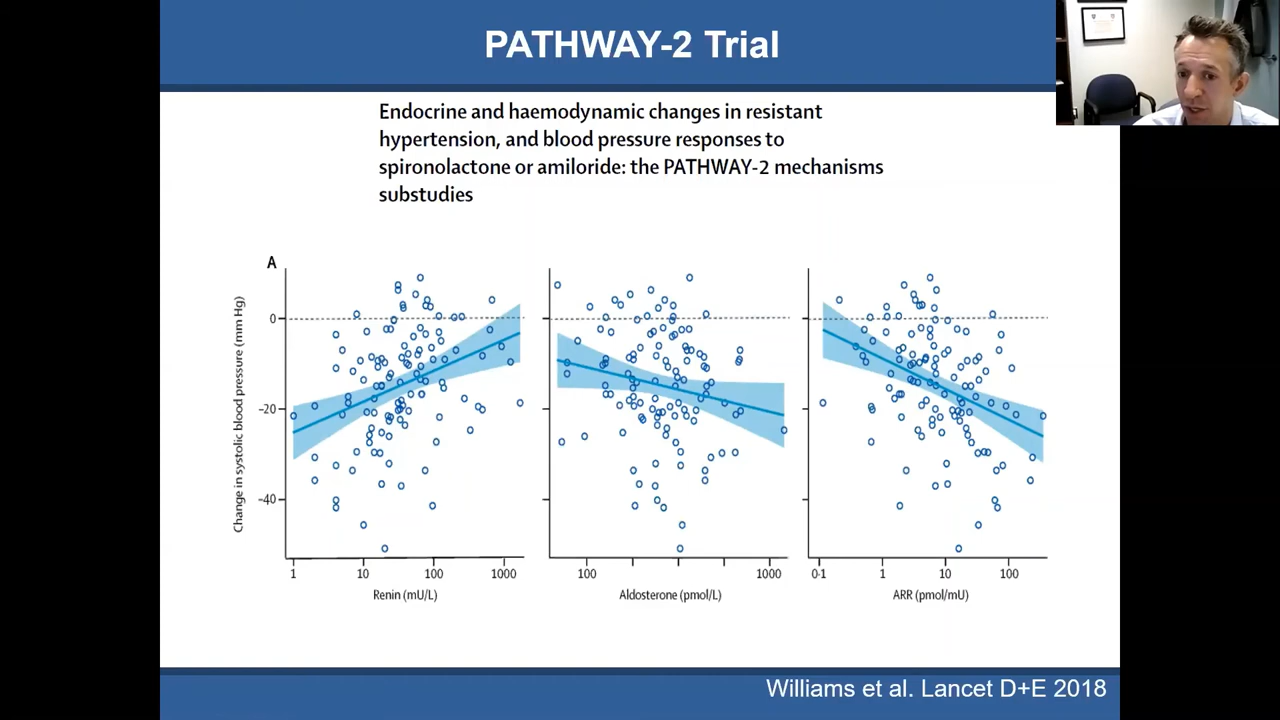 PATHWAY-2 Trial
Endocrine and haemodynamic changes in resistant
hypertension, and blood pressure responses to
spironolactone or amiloride: the PATHWAY-2 mechanisms
substudies
A
Change in systolic blood pressure (mm Hg)
0
-20
-40
1 10 100 1000
Renin (mU/L)
100 1000
Aldosterone (pmol/L)
0·1 1 10 100
ARR (pmol/mU)
Williams et al. Lancet D+E 2018